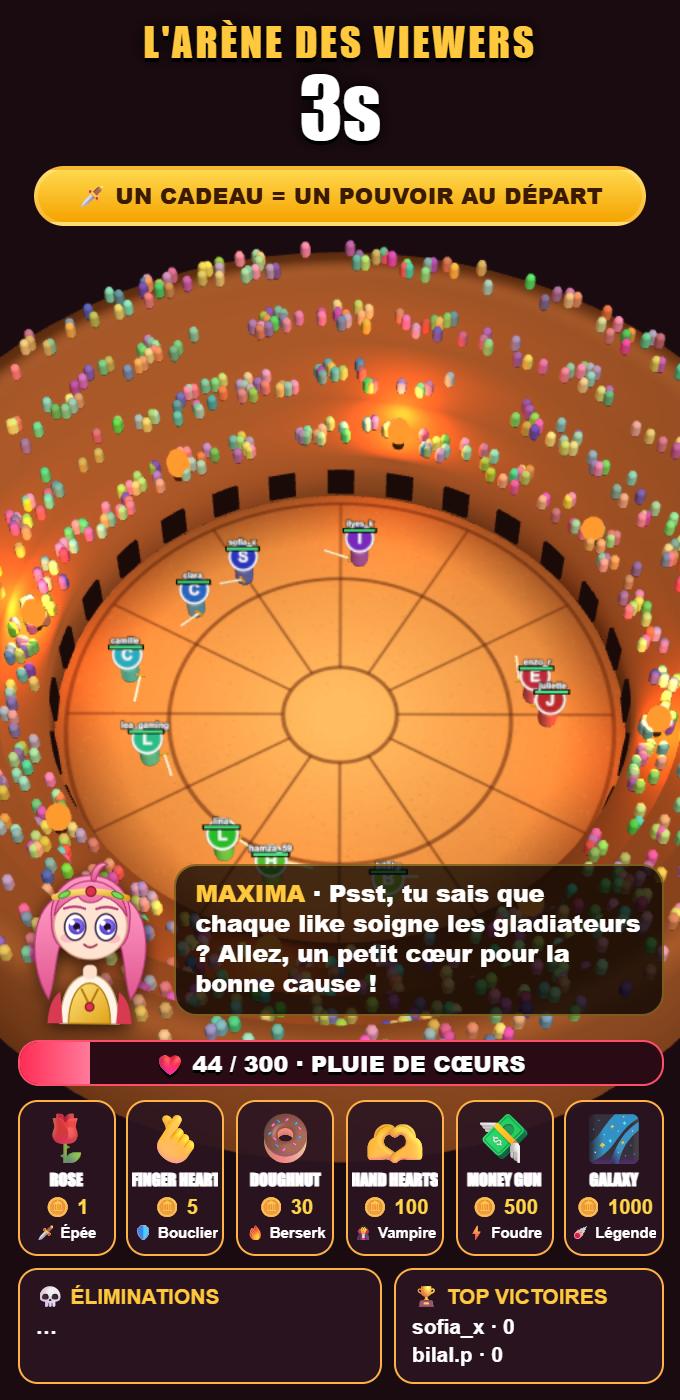 L'ARÈNE DES VIEWERS
3s
UN CADEAU = UN POUVOIR AU DÉPART
ilyes_k
I
sofia_x
S
clara
C
camille
C
enzo_r
E
juliette
J
lea_gaming
L
L
hamza_59
MAXIMA · Psst, tu sais que
chaque like soigne les gladiateurs
? Allez, un petit cœur pour la
bonne cause !
44 / 300 · PLUIE DE CŒURS
ROSE
1
Épée
FINGER HEART
5
Bouclier
DOUGHNUT
30
Berserk
HAND HEARTS
100
Vampire
MONEY GUN
500
Foudre
GALAXY
1000
Légende
ÉLIMINATIONS
...
TOP VICTOIRES
sofia_x · 0
bilal.p · 0